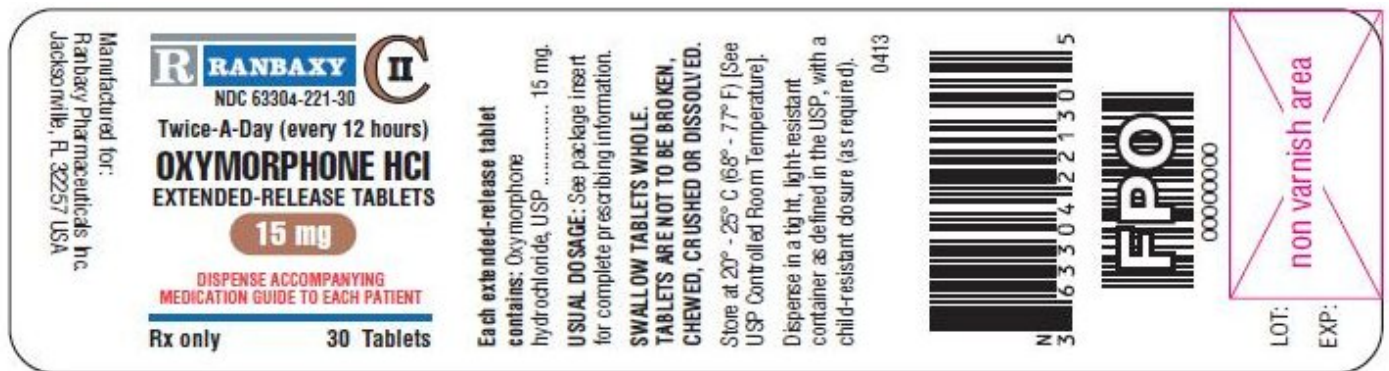 Manufactured for:
Ranbaxy Pharmaceuticals Inc.
Jacksonville, FL 32257 USA
R RANBAXY
CII
NDC 63304-221-30
Twice-A-Day (every 12 hours)
OXYMORPHONE HCl
EXTENDED-RELEASE TABLETS
15 mg
DISPENSE ACCOMPANYING
MEDICATION GUIDE TO EACH PATIENT
Rx only 30 Tablets
Each extended-release tablet
contains: Oxymorphone
hydrochloride, USP ................. 15 mg.
USUAL DOSAGE: See package insert
for complete prescribing information.
SWALLOW TABLETS WHOLE.
TABLETS ARE NOT TO BE BROKEN,
CHEWED, CRUSHED OR DISSOLVED.
Store at 20° - 25° C (68° - 77° F) [See
USP Controlled Room Temperature].
Dispense in a tight, light-resistant
container as defined in the USP, with a
child-resistant closure (as required).
0413
N
3 63304 22130 5
FPO
00000000
non varnish area
LOT:
EXP.: